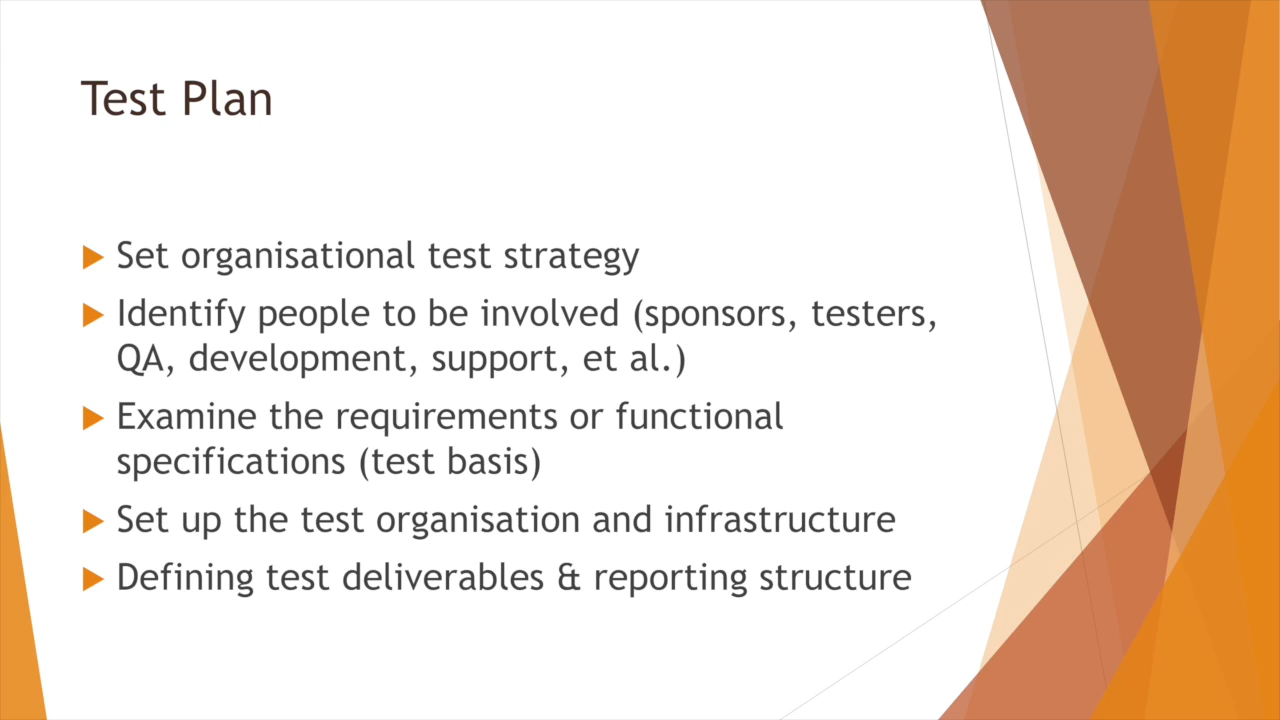 Test Plan
Set organisational test strategy
Identify people to be involved (sponsors, testers,
QA, development, support, et al.)
Examine the requirements or functional
specifications (test basis)
Set up the test organisation and infrastructure
Defining test deliverables & reporting structure